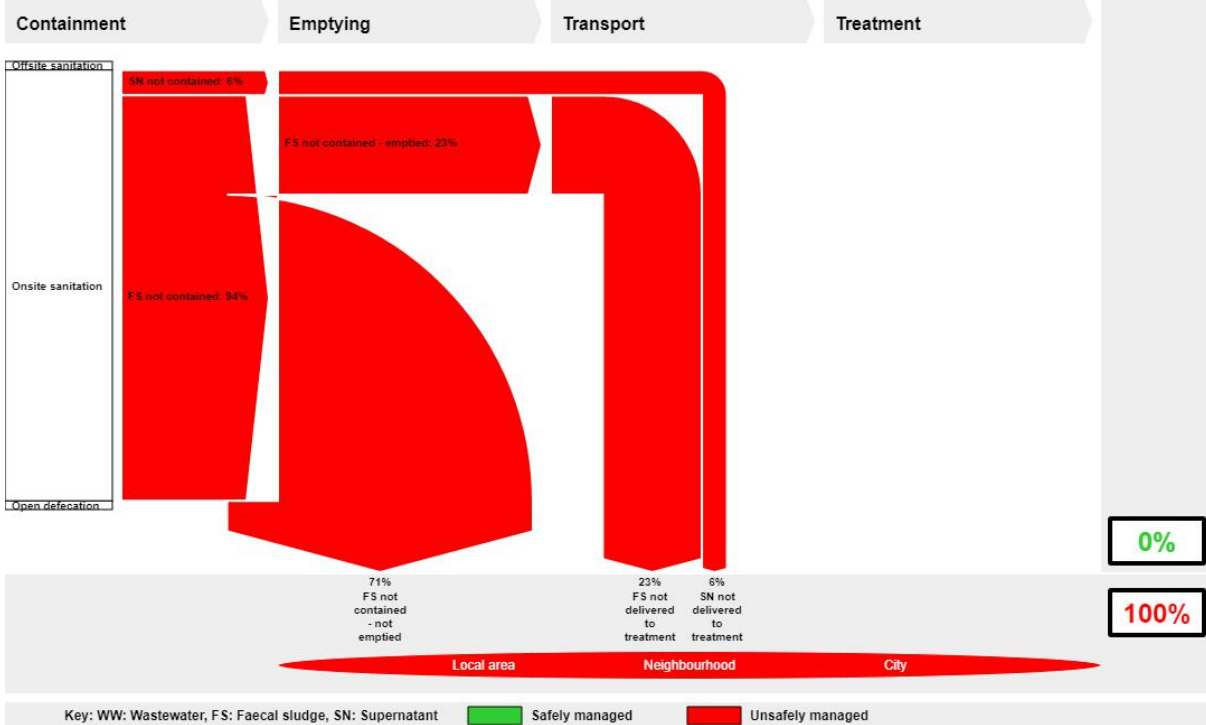 Containment
Emptying
Transport
Treatment
Offsite sanitation
SN not contained: 6%
FS not contained - emptied: 23%
Onsite sanitation
FS not contained: 94%
Open defecation
0%
71%
FS not
contained
- not
emptied
23%
FS not
delivered
to
treatment
6%
SN not
delivered
to
treatment
100%
Local area
Neighbourhood
City
Key: WW: Wastewater, FS: Faecal sludge, SN: Supernatant
Safely managed
Unsafely managed